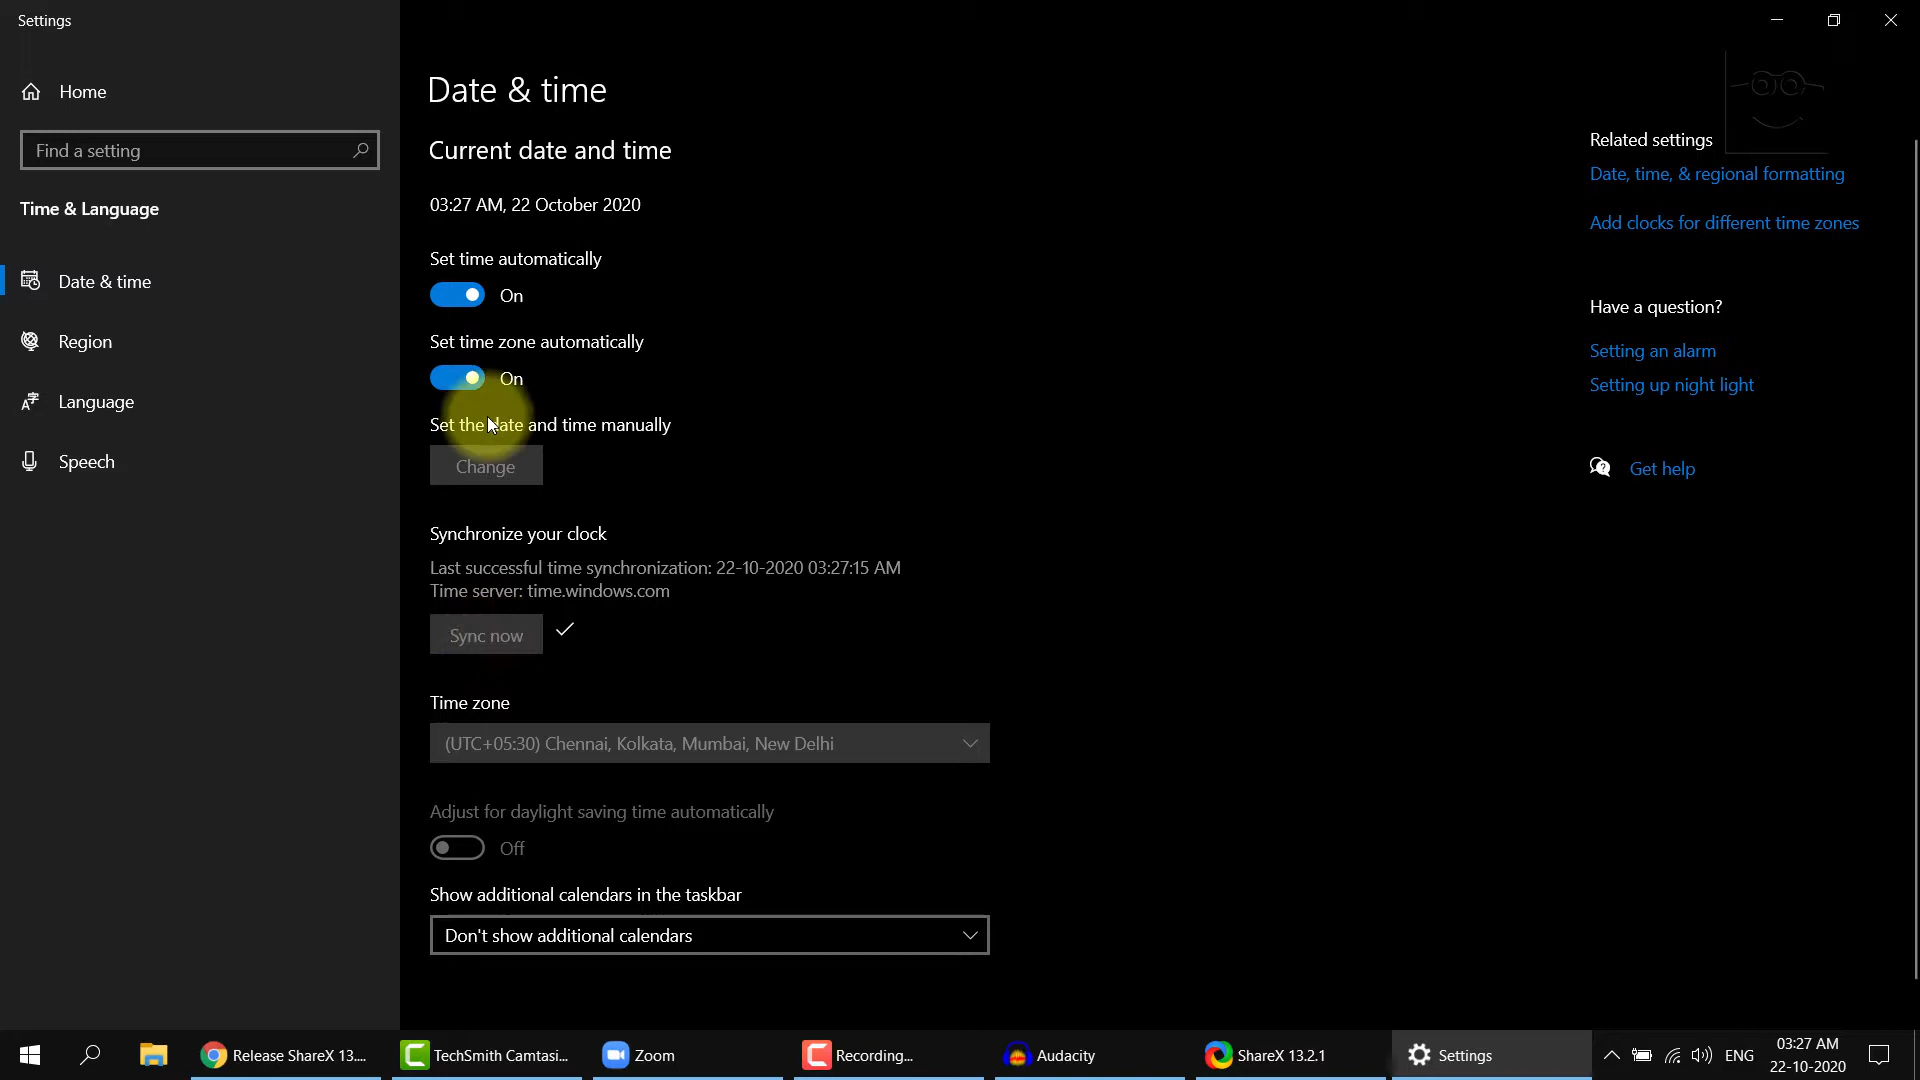 Settings
Home
Find a setting
Time & Language
Date & time
Region
Language
Speech
Date & time
Current date and time
03:27 AM, 22 October 2020
Set time automatically
On
Set time zone automatically
On
Set the date and time manually
Change
Synchronize your clock
Last successful time synchronization: 22-10-2020 03:27:15 AM
Time server: time.windows.com
Sync now
Time zone
(UTC+05:30) Chennai, Kolkata, Mumbai, New Delhi
Adjust for daylight saving time automatically
Off
Show additional calendars in the taskbar
Don't show additional calendars
Related settings
Date, time, & regional formatting
Add clocks for different time zones
Have a question?
Setting an alarm
Setting up night light
Get help
Release ShareX 13....
TechSmith Camtasi...
Zoom
Recording...
Audacity
ShareX 13.2.1
Settings
ENG
03:27 AM
22-10-2020